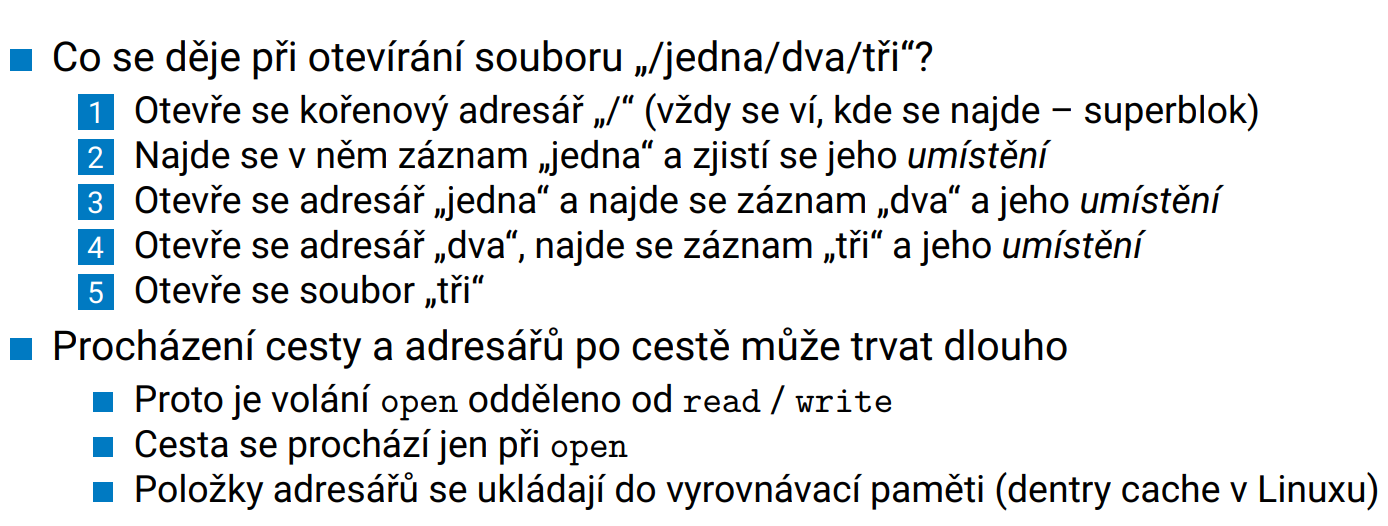 Co se děje při otevírání souboru „/jedna/dva/tři“?
1 Otevře se kořenový adresář „/“ (vždy se ví, kde se najde – superblok)
2 Najde se v něm záznam „jedna“ a zjistí se jeho umístění
3 Otevře se adresář „jedna“ a najde se záznam „dva“ a jeho umístění
4 Otevře se adresář „dva“, najde se záznam „tři“ a jeho umístění
5 Otevře se soubor „tři“
Procházení cesty a adresářů po cestě může trvat dlouho
Proto je volání open odděleno od read / write
Cesta se prochází jen při open
Položky adresářů se ukládají do vyrovnávací paměti (dentry cache v Linuxu)